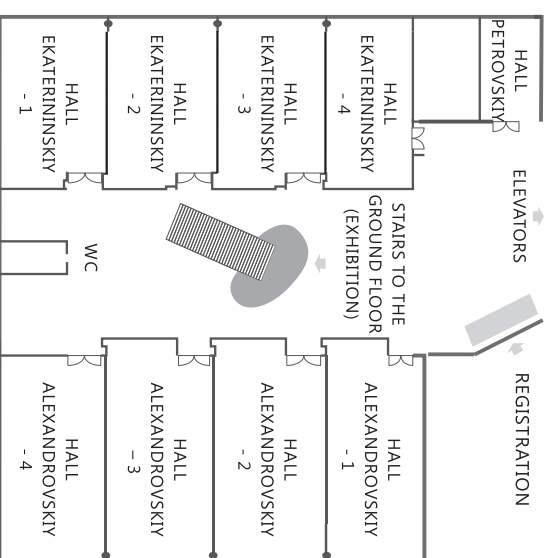 HALL
PETROVSKIY
ELEVATORS
REGISTRATION
HALL
EKATERININSKIY
- 4
STAIRS TO THE
GROUND FLOOR
(EXHIBITION)
HALL
ALEXANDROVSKIY
- 1
HALL
EKATERININSKIY
- 3
HALL
ALEXANDROVSKIY
- 2
HALL
EKATERININSKIY
- 2
HALL
ALEXANDROVSKIY
– 3
HALL
EKATERININSKIY
- 1
WC
HALL
ALEXANDROVSKIY
- 4